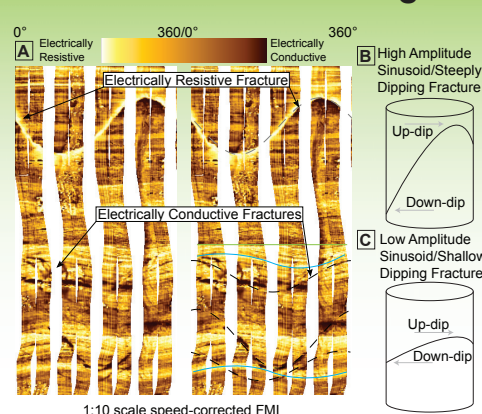 0° 360/0° 360°
A Electrically
Resistive
Electrically
Conductive
Electrically Resistive Fracture
Electrically Conductive Fractures
1:10 scale speed-corrected FMI
B High Amplitude
Sinusoid/Steeply
Dipping Fracture
Up-dip
Down-dip
C Low Amplitude
Sinusoid/Shallow
Dipping Fracture
Up-dip
Down-dip